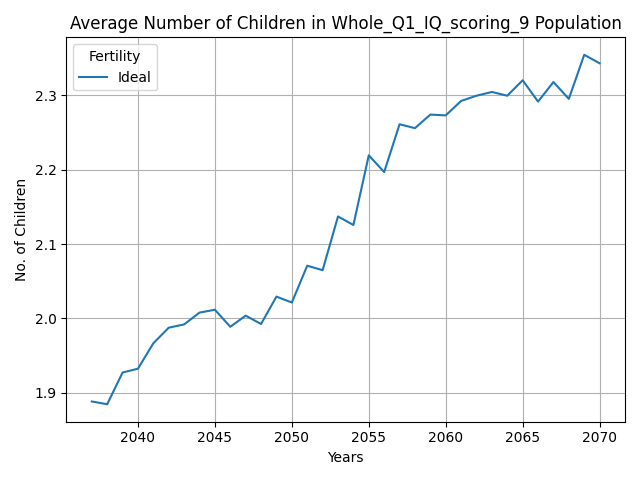 Average Number of Children in Whole_Q1_IQ_scoring_9 Population
Fertility
Ideal
No. of Children
2.3
2.2
2.1
2.0
1.9
2040 2045 2050 2055 2060 2065 2070
Years